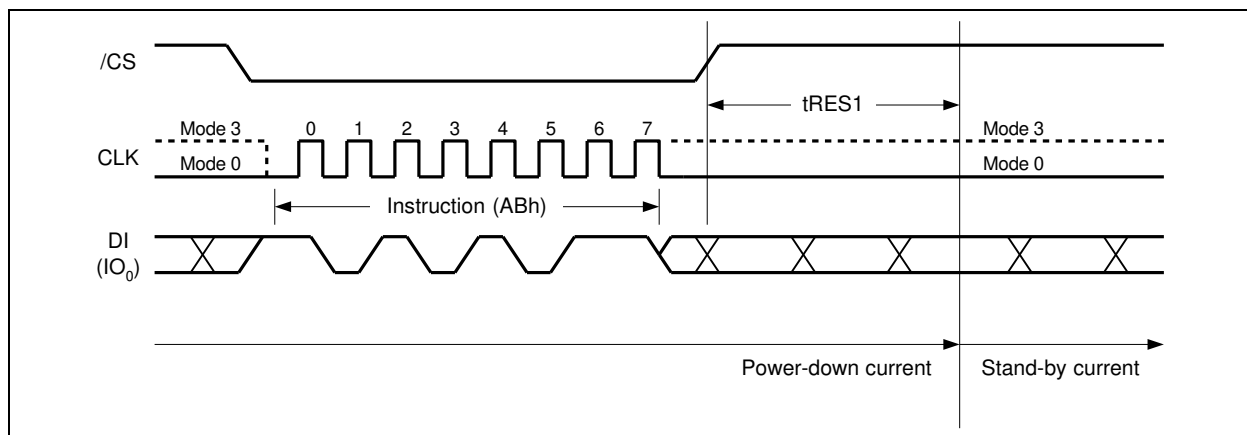 /CS
tRES1
Mode 3 0 1 2 3 4 5 6 7 Mode 3
CLK
Mode 0 Mode 0
Instruction (ABh)
DI
(IO0)
Power-down current Stand-by current